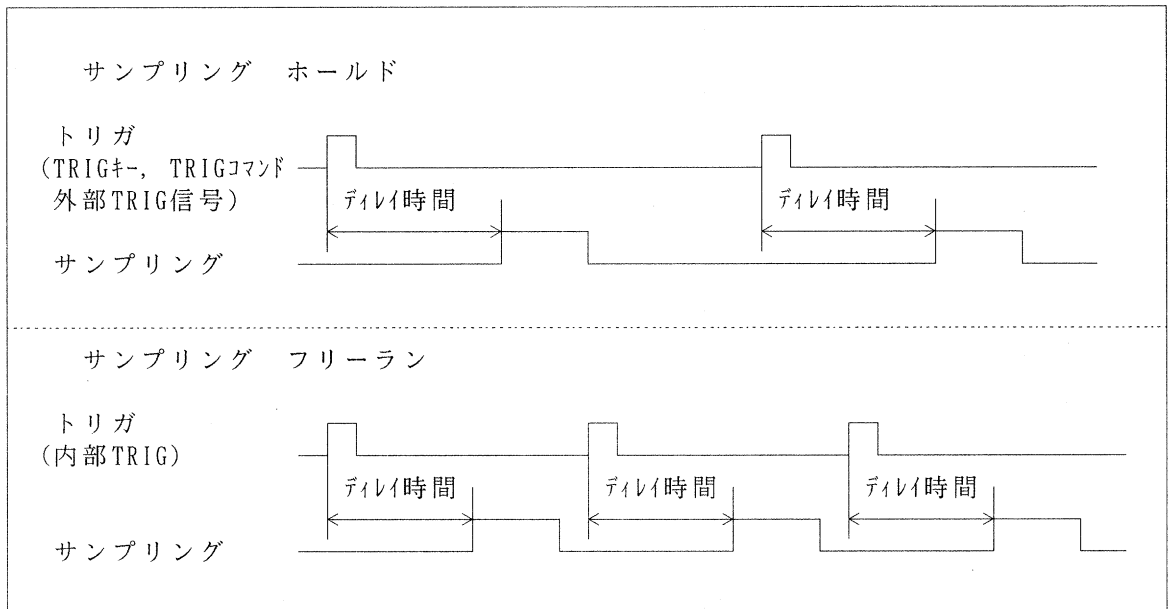 サンプリング ホールド
トリガ
(TRIGキー, TRIGコマンド
外部TRIG信号)
ディレイ時間 ディレイ時間
サンプリング
サンプリング フリーラン
トリガ
(内部TRIG)
ディレイ時間 ディレイ時間 ディレイ時間
サンプリング